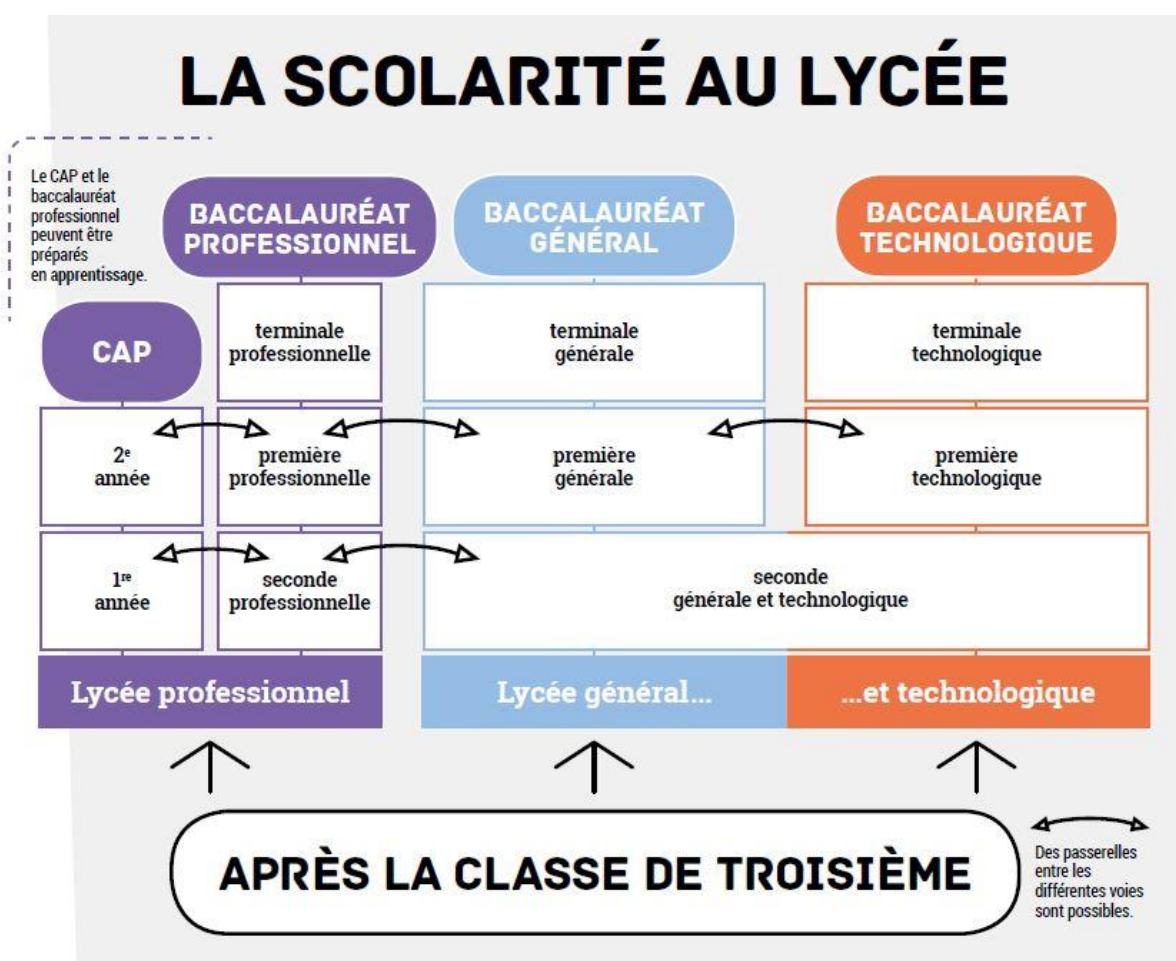 LA SCOLARITÉ AU LYCÉE
Le CAP et le
baccalauréat
professionnel
peuvent être
préparés
en apprentissage.
BACCALAURÉAT
PROFESSIONNEL
BACCALAURÉAT
GÉNÉRAL
BACCALAURÉAT
TECHNOLOGIQUE
CAP
terminale
professionnelle
terminale
générale
terminale
technologique
2e
année
première
professionnelle
première
générale
première
technologique
1re
année
seconde
professionnelle
seconde
générale et technologique
Lycée professionnel
Lycée général...
...et technologique
APRÈS LA CLASSE DE TROISIÈME
Des passerelles
entre les
différentes voies
sont possibles.